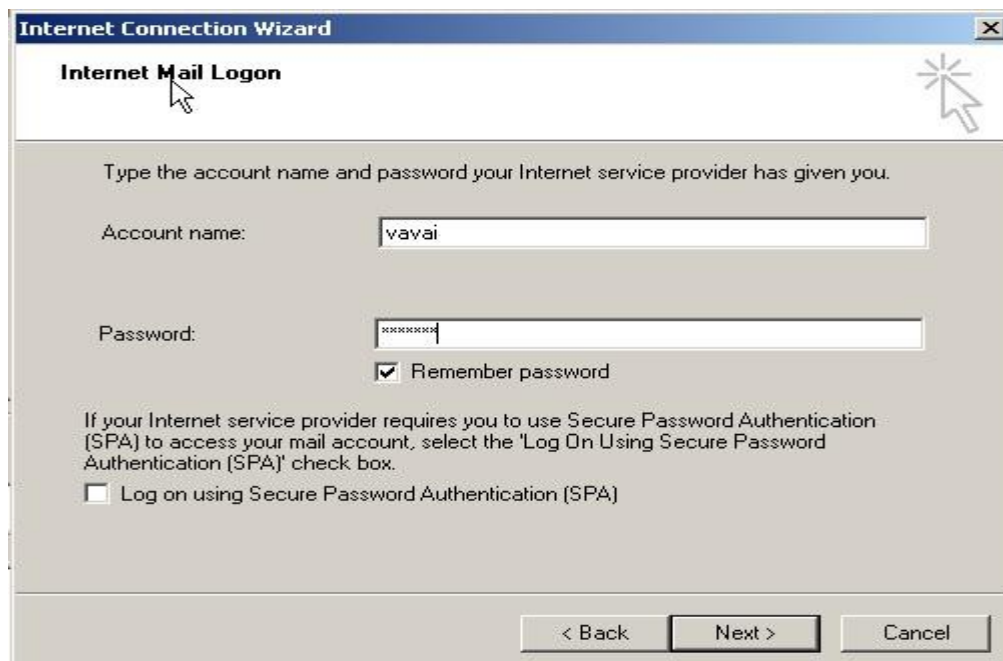 Internet Connection Wizard
Internet Mail Logon
Type the account name and password your Internet service provider has given you.
Account name:
vavai
Password:
*******
Remember password
If your Internet service provider requires you to use Secure Password Authentication
(SPA) to access your mail account, select the 'Log On Using Secure Password
Authentication (SPA)' check box.
Log on using Secure Password Authentication (SPA)
< Back
Next >
Cancel